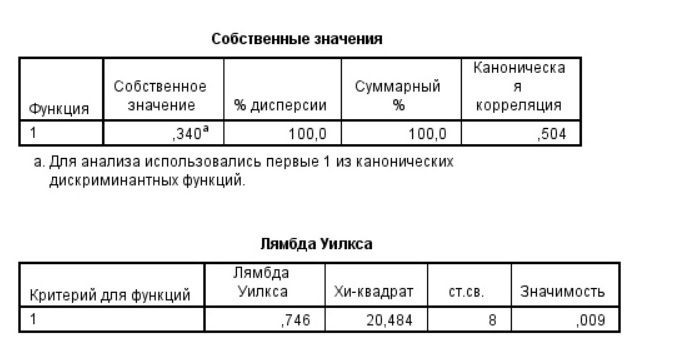 Собственные значения
Функция | Собственное значение | % дисперсии | Суммарный % | Каноническа я корреляция
1 | ,340a | 100,0 | 100,0 | ,504
a. Для анализа использовались первые 1 из канонических
дискриминантных функций.
Лямбда Уилкса
Критерий для функций | Лямбда Уилкса | Хи-квадрат | ст.св. | Значимость
1 | ,746 | 20,484 | 8 | ,009